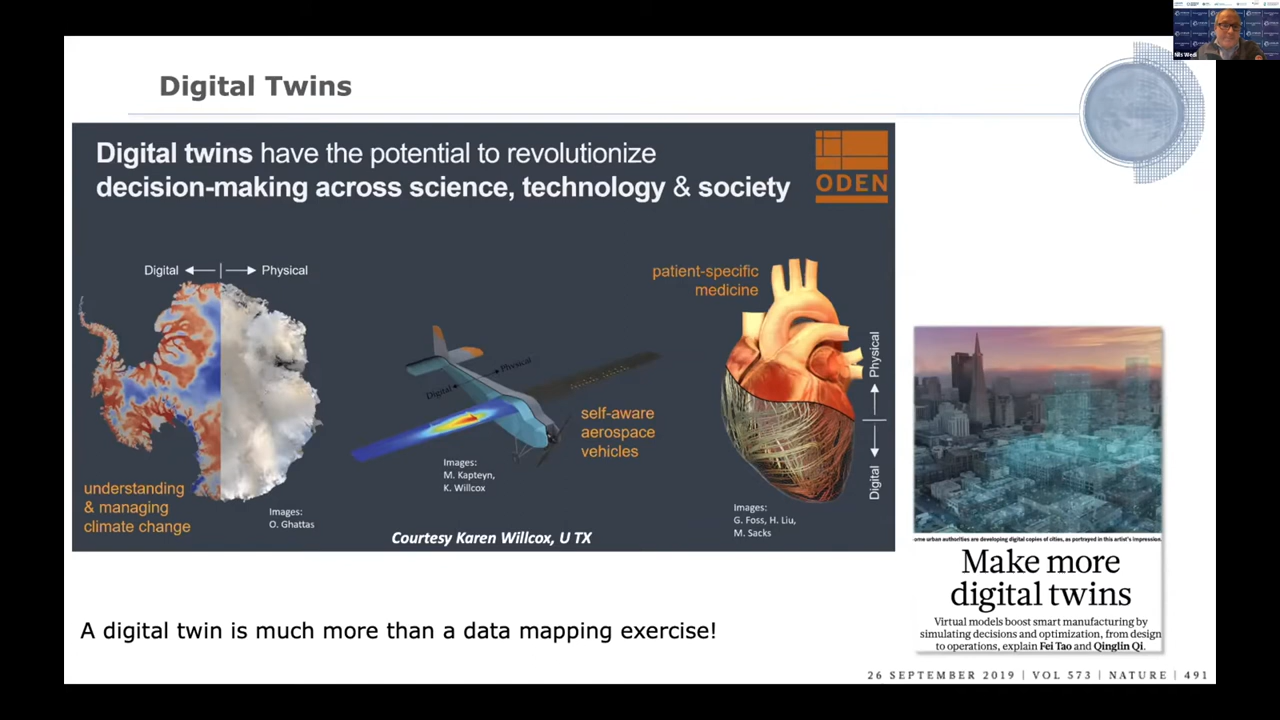 Digital Twins
Digital twins have the potential to revolutionize
decision-making across science, technology & society
ODEN
Digital
Physical
understanding
& managing
climate change
Images:
O. Ghattas
Digital
Physical
self-aware
aerospace
vehicles
Images:
M. Kapteyn,
K. Willcox
patient-specific
medicine
Physical
Digital
Images:
G. Foss, H. Liu,
M. Sacks
Courtesy Karen Willcox, U TX
ome urban authorities are developing digital copies of cities, as portrayed in this artist's impression
Make more
digital twins
Virtual models boost smart manufacturing by
simulating decisions and optimization, from design
to operations, explain Fei Tao and Qinglin Qi.
A digital twin is much more than a data mapping exercise!
26 SEPTEMBER 2019 | VOL 573 | NATURE | 491